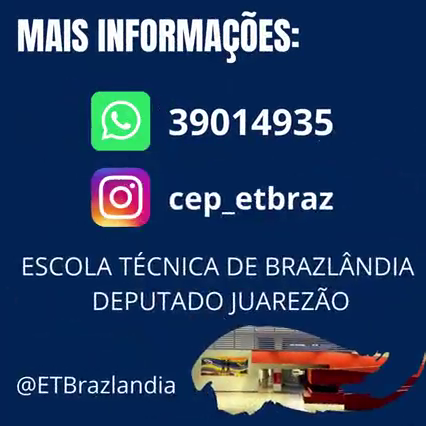 MAIS INFORMAÇÕES:
39014935
cep_etbraz
ESCOLA TÉCNICA DE BRAZLÂNDIA
DEPUTADO JUAREZÃO
@ETBrazlandia